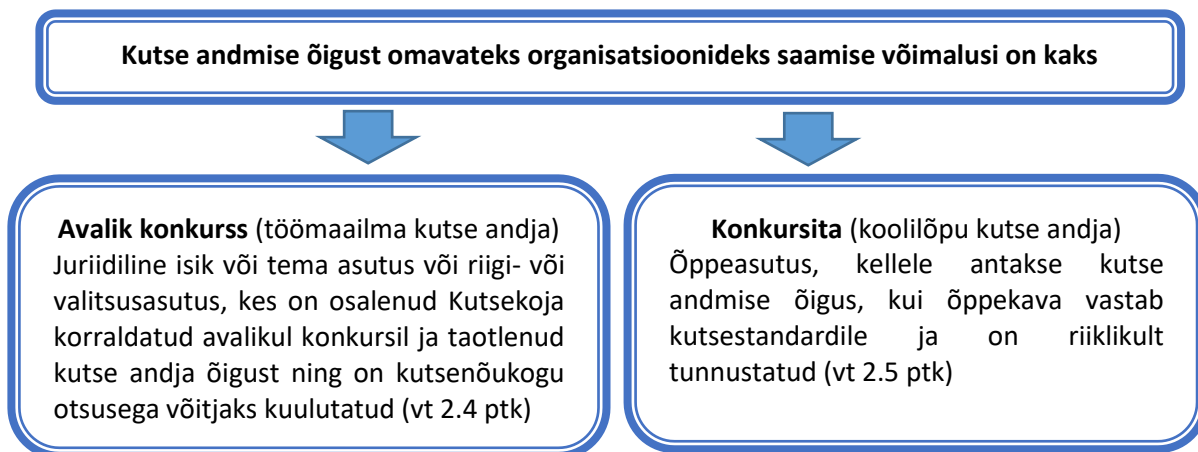 Kutse andmise õigust omavateks organisatsioonideks saamise võimalusi on kaks
Avalik konkurss (töömaailma kutse andja)
Juriidiline isik või tema asutus või riigi- või
valitsusasutus, kes on osalenud Kutsekoja
korraldatud avalikul konkursil ja taotlenud
kutse andja õigust ning on kutsenõukogu
otsusega võitjaks kuulutatud (vt 2.4 ptk)
Konkursita (koolilõpu kutse andja)
Õppeasutus, kellele antakse kutse
andmise õigus, kui õppekava vastab
kutsestandardile ja on riiklikult
tunnustatud (vt 2.5 ptk)